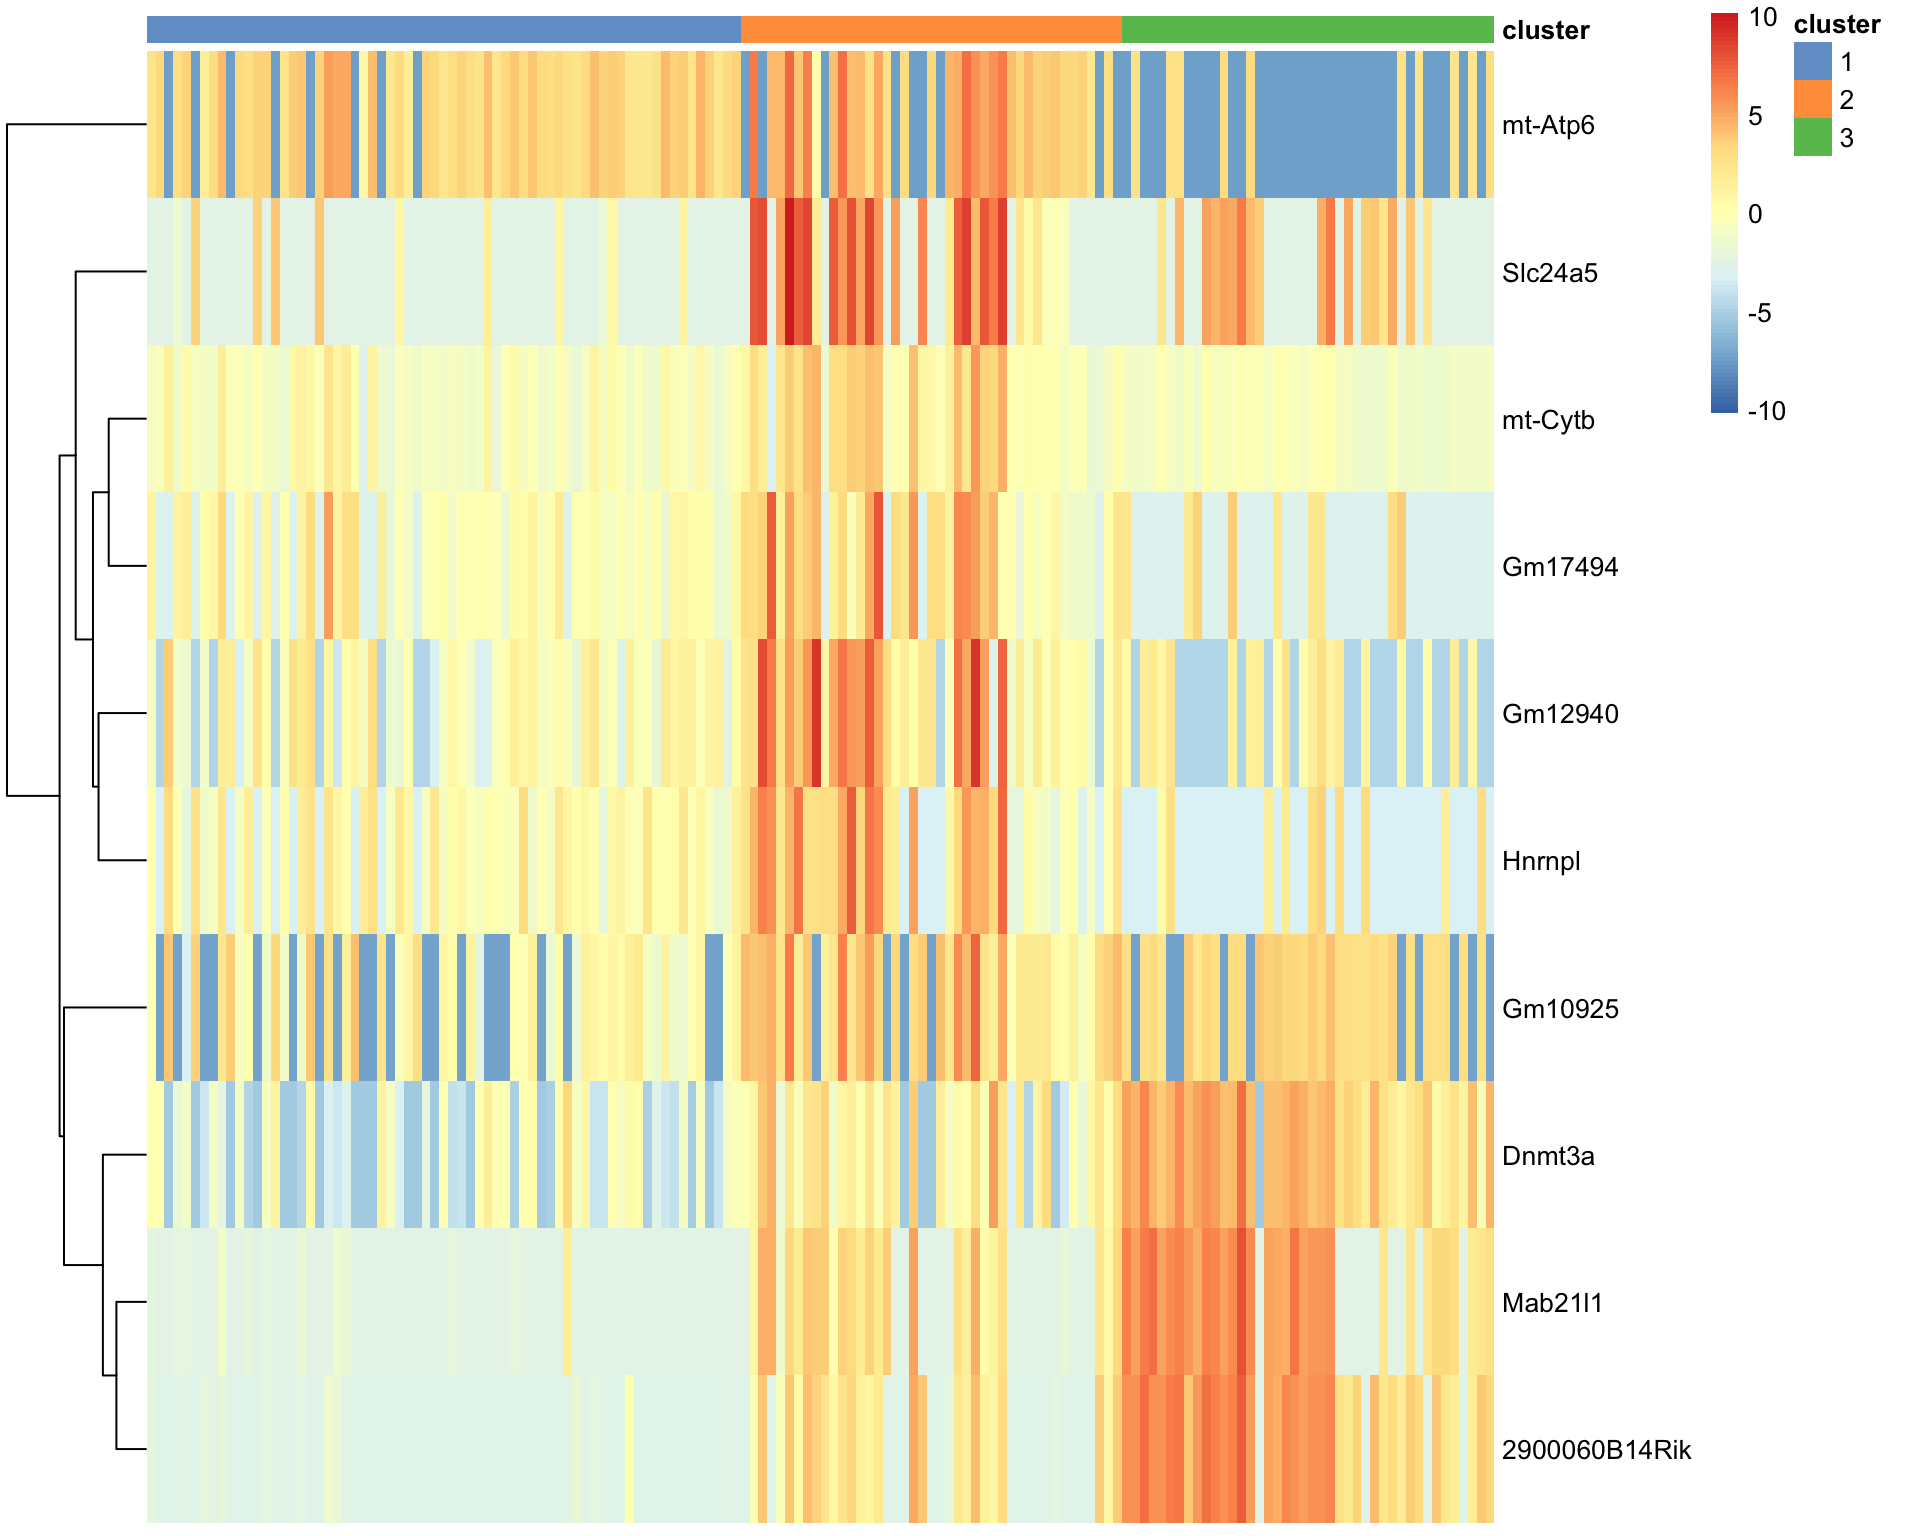 cluster
mt-Atp6
Slc24a5
mt-Cytb
Gm17494
Gm12940
Hnrnpl
Gm10925
Dnmt3a
Mab21l1
2900060B14Rik
10
5
0
-5
-10
cluster
1
2
3